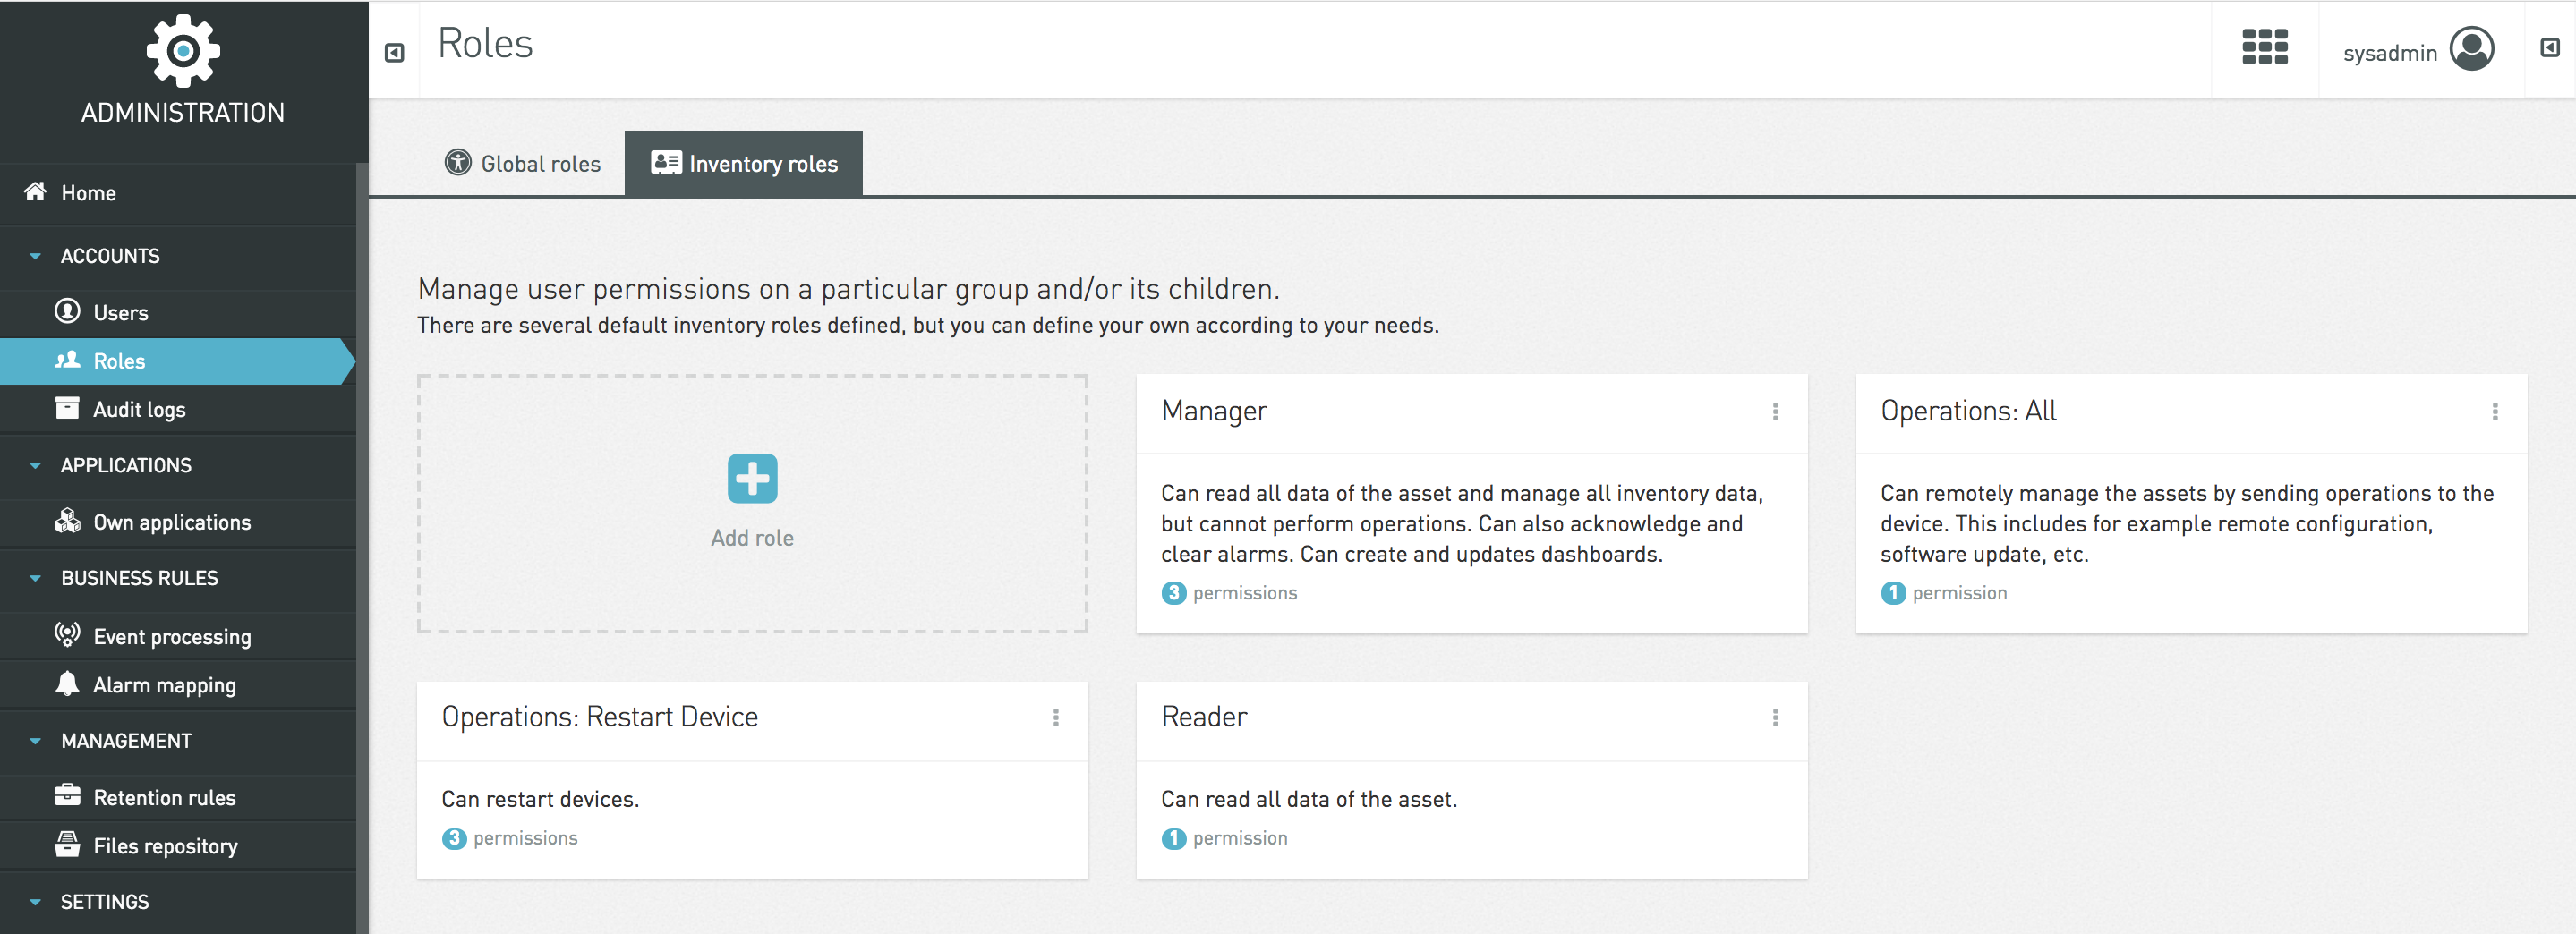 ADMINISTRATION
Home
ACCOUNTS
Users
Roles
Audit logs
APPLICATIONS
Own applications
BUSINESS RULES
Event processing
Alarm mapping
MANAGEMENT
Retention rules
Files repository
SETTINGS
Roles
sysadmin
Global roles
Inventory roles
Manage user permissions on a particular group and/or its children.
There are several default inventory roles defined, but you can define your own according to your needs.
Add role
Manager
Can read all data of the asset and manage all inventory data,
but cannot perform operations. Can also acknowledge and
clear alarms. Can create and updates dashboards.
3 permissions
Operations: All
Can remotely manage the assets by sending operations to the
device. This includes for example remote configuration,
software update, etc.
1 permission
Operations: Restart Device
Can restart devices.
3 permissions
Reader
Can read all data of the asset.
1 permission